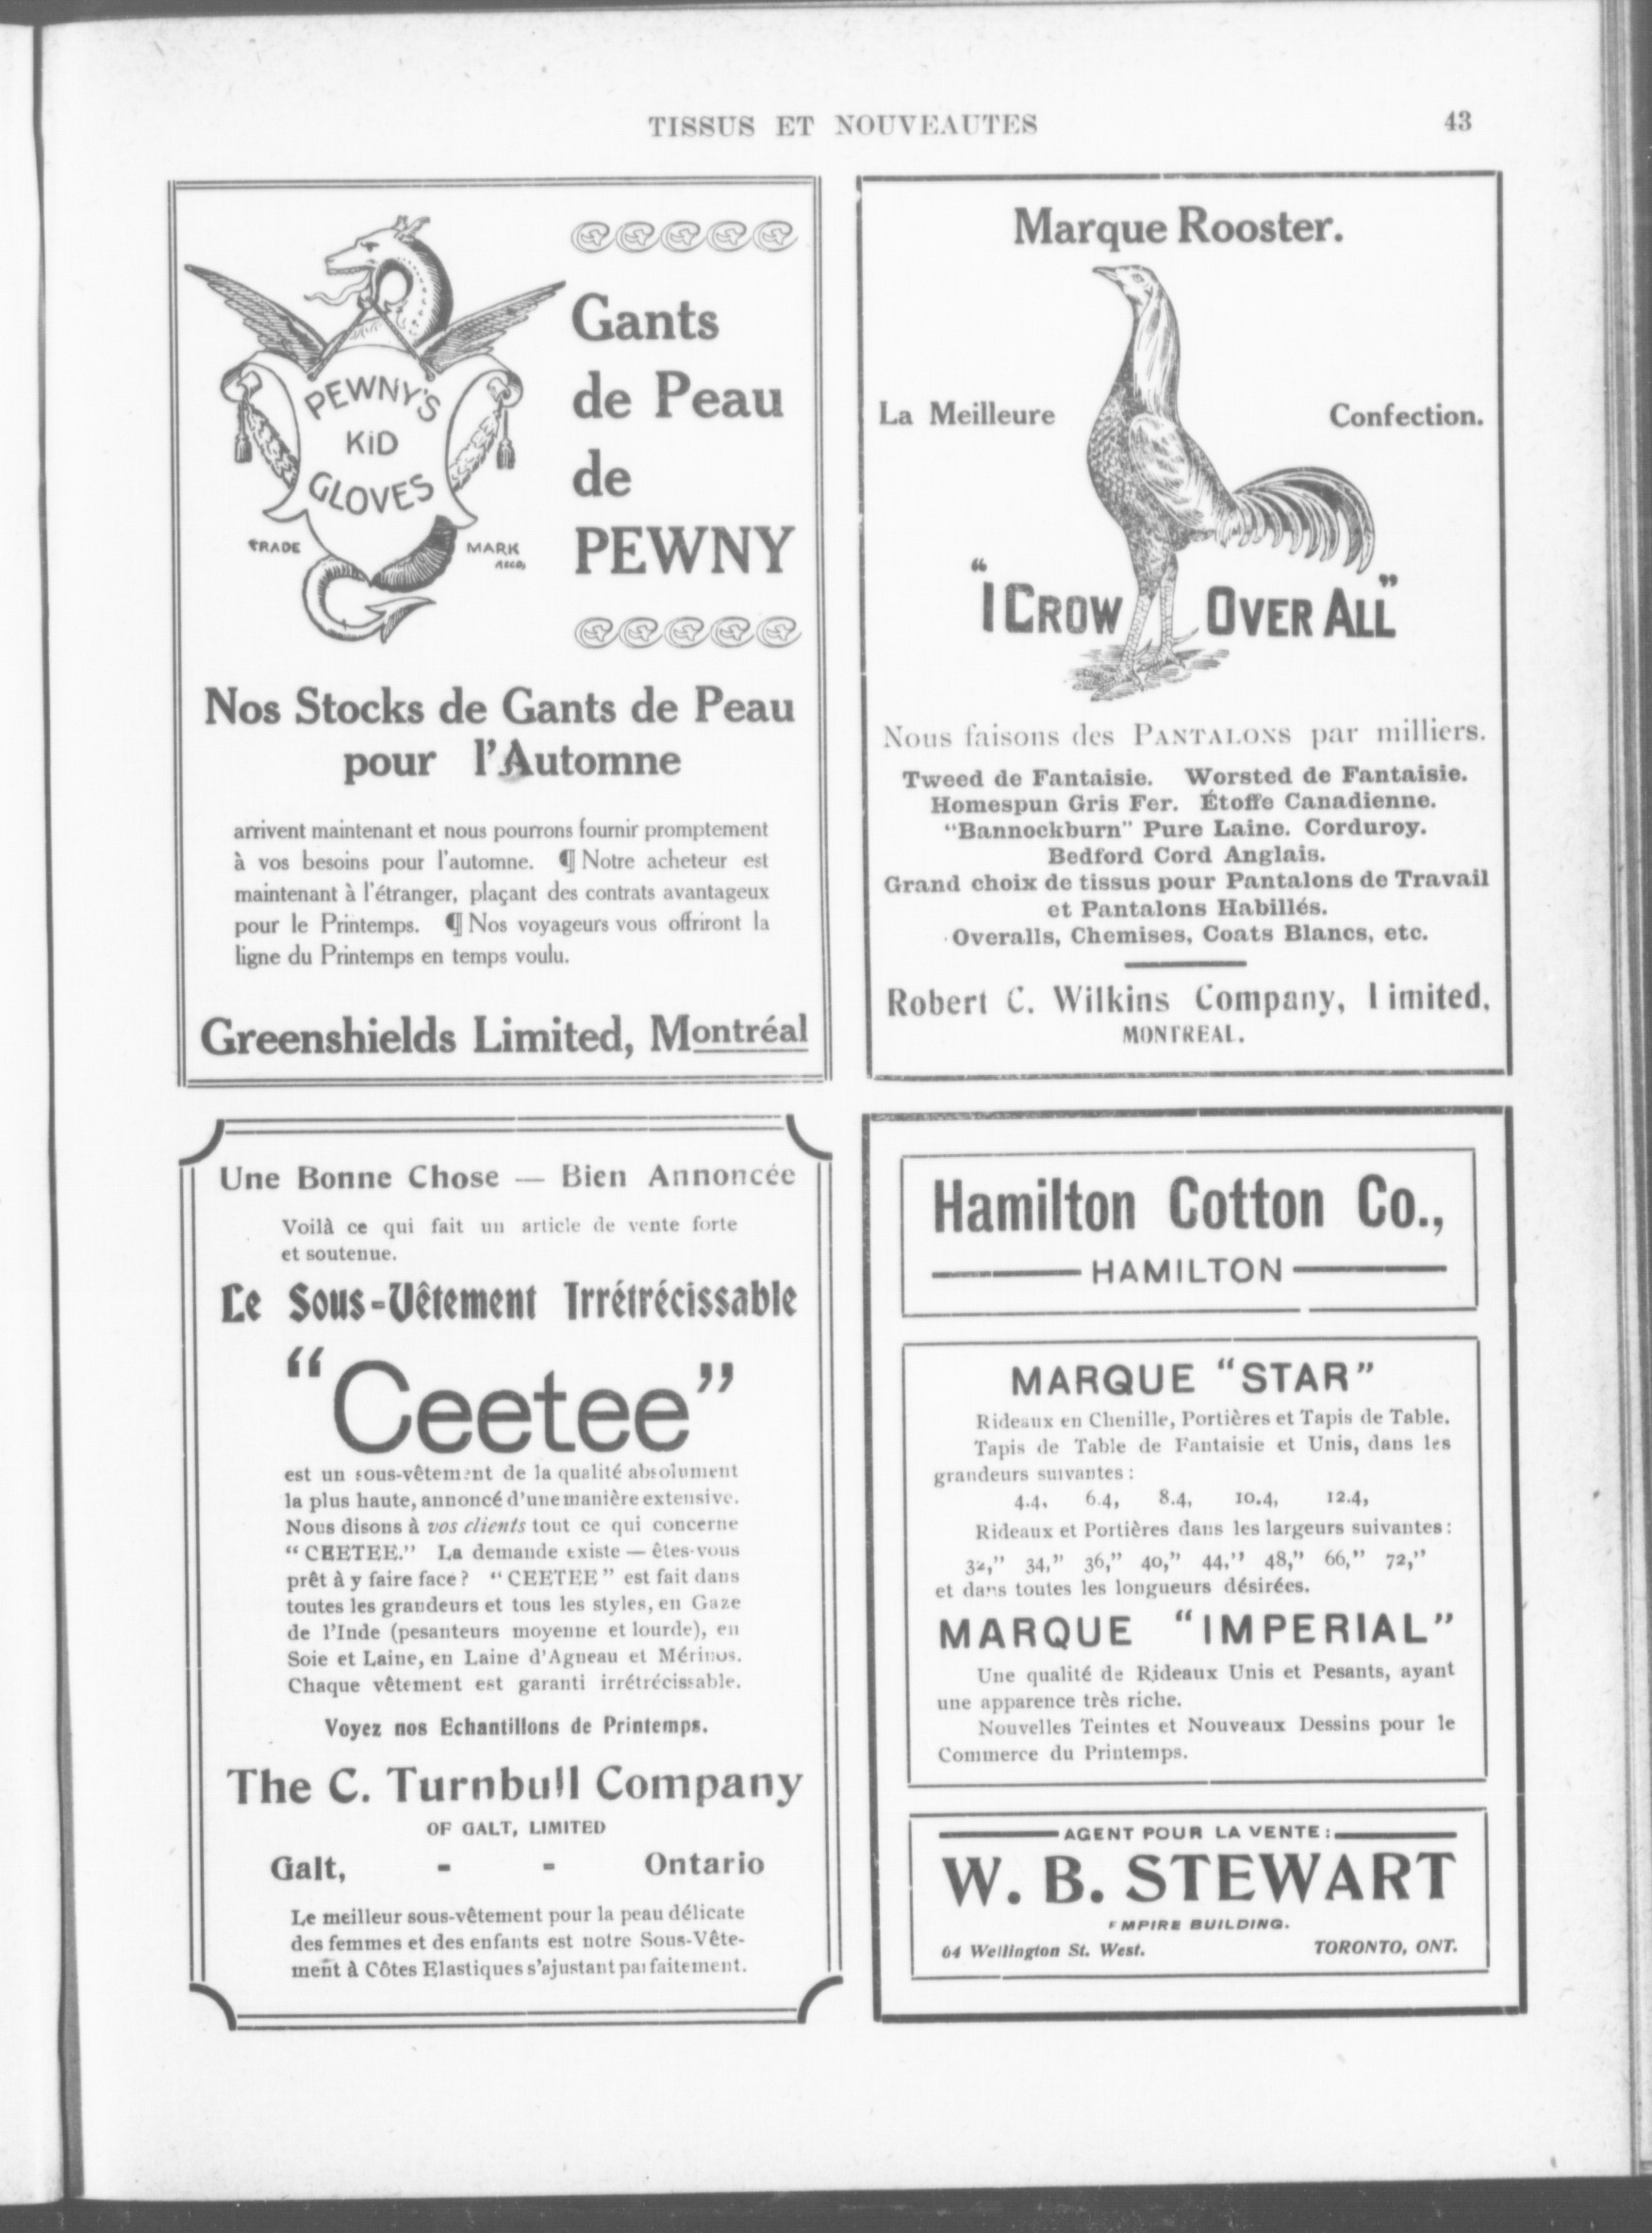 TISSUS ET NOUVEAUTES 43
PEWNY'S
KiD
GLOVES
TRADE MARK
Gants
de Peau
de
PEWNY
Nos Stocks de Gants de Peau
pour l'Automne
arrivent maintenant et nous pourrons fournir promptement
à vos besoins pour l'automne. ¶ Notre acheteur est
maintenant à l'étranger, plaçant des contrats avantageux
pour le Printemps. ¶ Nos voyageurs vous offriront la
ligne du Printemps en temps voulu.
Greenshields Limited, Montréal
Marque Rooster.
La Meilleure Confection.
"I CROW OVER ALL"
Nous faisons des PANTALONS par milliers.
Tweed de Fantaisie. Worsted de Fantaisie.
Homespun Gris Fer. Étoffe Canadienne.
"Bannockburn" Pure Laine. Corduroy.
Bedford Cord Anglais.
Grand choix de tissus pour Pantalons de Travail
et Pantalons Habillés.
Overalls, Chemises, Coats Blancs, etc.
Robert C. Wilkins Company, Limited,
MONTREAL.
Une Bonne Chose — Bien Annoncée
Voilà ce qui fait un article de vente forte
et soutenue.
Le Sous-Vêtement Irrétrécissable
"Ceetee"
est un sous-vêtement de la qualité absolument
la plus haute, annoncé d'une manière extensive.
Nous disons à vos clients tout ce qui concerne
"CEETEE." La demande existe — êtes-vous
prêt à y faire face? "CEETEE" est fait dans
toutes les grandeurs et tous les styles, en Gaze
de l'Inde (pesanteurs moyenne et lourde), en
Soie et Laine, en Laine d'Agneau et Mérinos.
Chaque vêtement est garanti irrétrécissable.
Voyez nos Echantillons de Printemps.
The C. Turnbull Company
OF GALT, LIMITED
Galt, - - Ontario
Le meilleur sous-vêtement pour la peau délicate
des femmes et des enfants est notre Sous-Vête-
ment à Côtes Elastiques s'ajustant parfaitement.
Hamilton Cotton Co.,
HAMILTON
MARQUE "STAR"
Rideaux en Chenille, Portières et Tapis de Table.
Tapis de Table de Fantaisie et Unis, dans les
grandeurs suivantes:
4.4, 6.4, 8.4, 10.4, 12.4,
Rideaux et Portières dans les largeurs suivantes:
32," 34," 36," 40," 44," 48," 66," 72,"
et dans toutes les longueurs désirées.
MARQUE "IMPERIAL"
Une qualité de Rideaux Unis et Pesants, ayant
une apparence très riche.
Nouvelles Teintes et Nouveaux Dessins pour le
Commerce du Printemps.
AGENT POUR LA VENTE:
W. B. STEWART
EMPIRE BUILDING.
64 Wellington St. West. TORONTO, ONT.